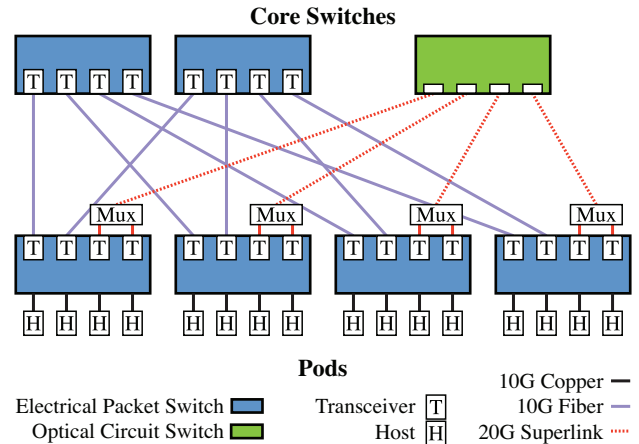 Core Switches
T T T T T T T T
Mux Mux Mux Mux
T T T T T T T T T T T T T T T T
H H H H H H H H H H H H H H H H
Pods
10G Copper
Electrical Packet Switch Transceiver T 10G Fiber
Optical Circuit Switch Host H 20G Superlink